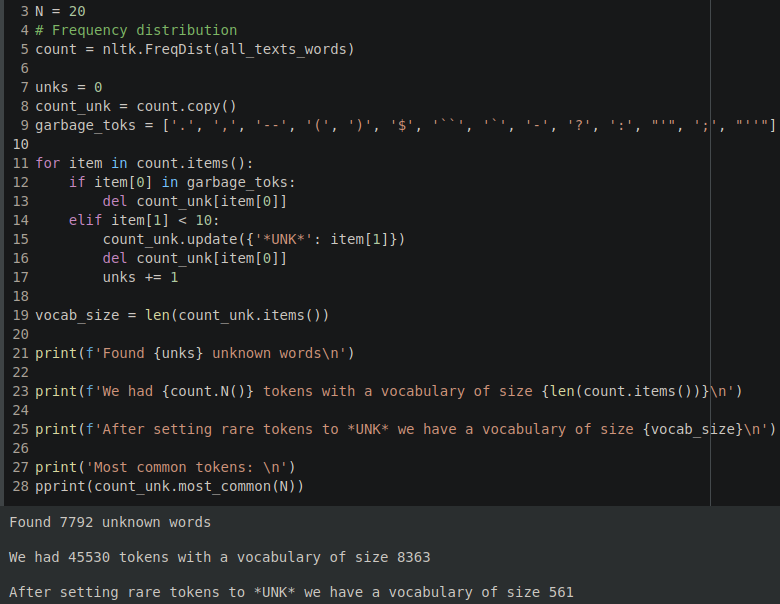 3 N = 20
4 # Frequency distribution
5 count = nltk.FreqDist(all_texts_words)
6
7 unks = 0
8 count_unk = count.copy()
9 garbage_toks = ['.', ',', '--', '(', ')', '$', '``', '`', '-', '?', ':', "'", ';', "''"]
10
11 for item in count.items():
12     if item[0] in garbage_toks:
13         del count_unk[item[0]]
14     elif item[1] < 10:
15         count_unk.update({'*UNK*': item[1]})
16         del count_unk[item[0]]
17         unks += 1
18
19 vocab_size = len(count_unk.items())
20
21 print(f'Found {unks} unknown words\n')
22
23 print(f'We had {count.N()} tokens with a vocabulary of size {len(count.items())}\n')
24
25 print(f'After setting rare tokens to *UNK* we have a vocabulary of size {vocab_size}\n')
26
27 print('Most common tokens: \n')
28 pprint(count_unk.most_common(N))
Found 7792 unknown words
We had 45530 tokens with a vocabulary of size 8363
After setting rare tokens to *UNK* we have a vocabulary of size 561